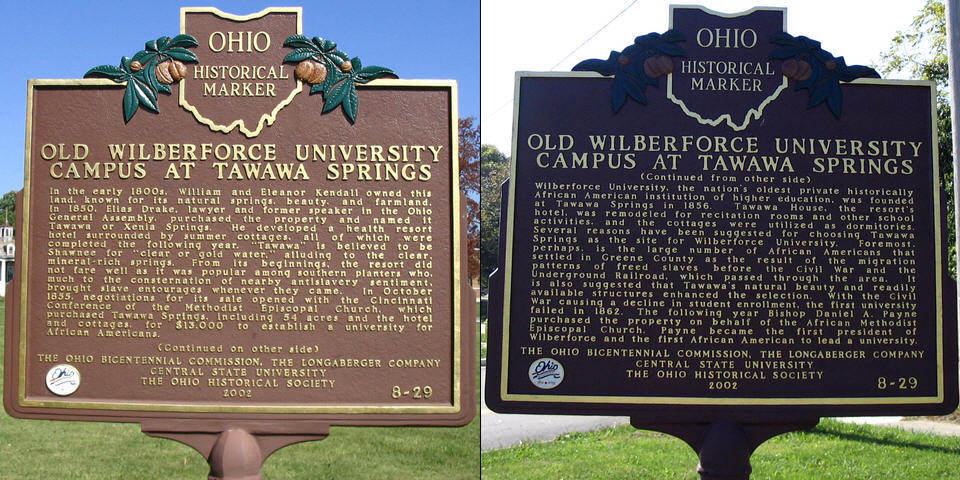 OHIO
HISTORICAL
MARKER
OLD WILBERFORCE UNIVERSITY
CAMPUS AT TAWAWA SPRINGS
In the early 1800s, William and Eleanor Kendall owned this
land, known for its natural springs, beauty, and farmland.
In 1850, Elias Drake, lawyer and former speaker in the Ohio
General Assembly, purchased the property and named it
Tawawa or Xenia Springs. He developed a health resort
hotel surrounded by summer cottages, all of which were
completed the following year. "Tawawa" is believed to be
Shawnee for "clear or gold water," alluding to the clear,
mineral-rich springs. From its beginnings, the resort did
not fare well as it was popular among southern planters who,
much to the consternation of nearby antislavery sentiment,
brought slave entourages whenever they came. In October
1855, negotiations for its sale opened with the Cincinnati
Conference of the Methodist Episcopal Church, which
purchased Tawawa Springs, including 54 acres and the hotel
and cottages, for $13,000 to establish a university for
African Americans.
(Continued on other side)
THE OHIO BICENTENNIAL COMMISSION, THE LONGABERGER COMPANY
CENTRAL STATE UNIVERSITY
THE OHIO HISTORICAL SOCIETY
2002
8-29
Ohio
OHIO
HISTORICAL
MARKER
OLD WILBERFORCE UNIVERSITY
CAMPUS AT TAWAWA SPRINGS
(Continued from other side)
Wilberforce University, the nation's oldest private historically
African American institution of higher education, was founded
at Tawawa Springs in 1856. Tawawa House, the resort's
hotel, was remodeled for recitation rooms and other school
activities, and the cottages were utilized as dormitories.
Several reasons have been suggested for choosing Tawawa
Springs as the site for Wilberforce University. Foremost,
perhaps, is the large number of African Americans that
settled in Greene County as the result of the migration
patterns of freed slaves before the Civil War and the
Underground Railroad, which passed through the area. It
is also suggested that Tawawa's natural beauty and readily
available structures enhanced the selection. With the Civil
War causing a decline in student enrollment, the first university
failed in 1862. The following year Bishop Daniel A. Payne
purchased the property on behalf of the African Methodist
Episcopal Church. Payne became the first president of
Wilberforce and the first African American to lead a university.
THE OHIO BICENTENNIAL COMMISSION, THE LONGABERGER COMPANY
CENTRAL STATE UNIVERSITY
THE OHIO HISTORICAL SOCIETY
2002
8-29
Ohio